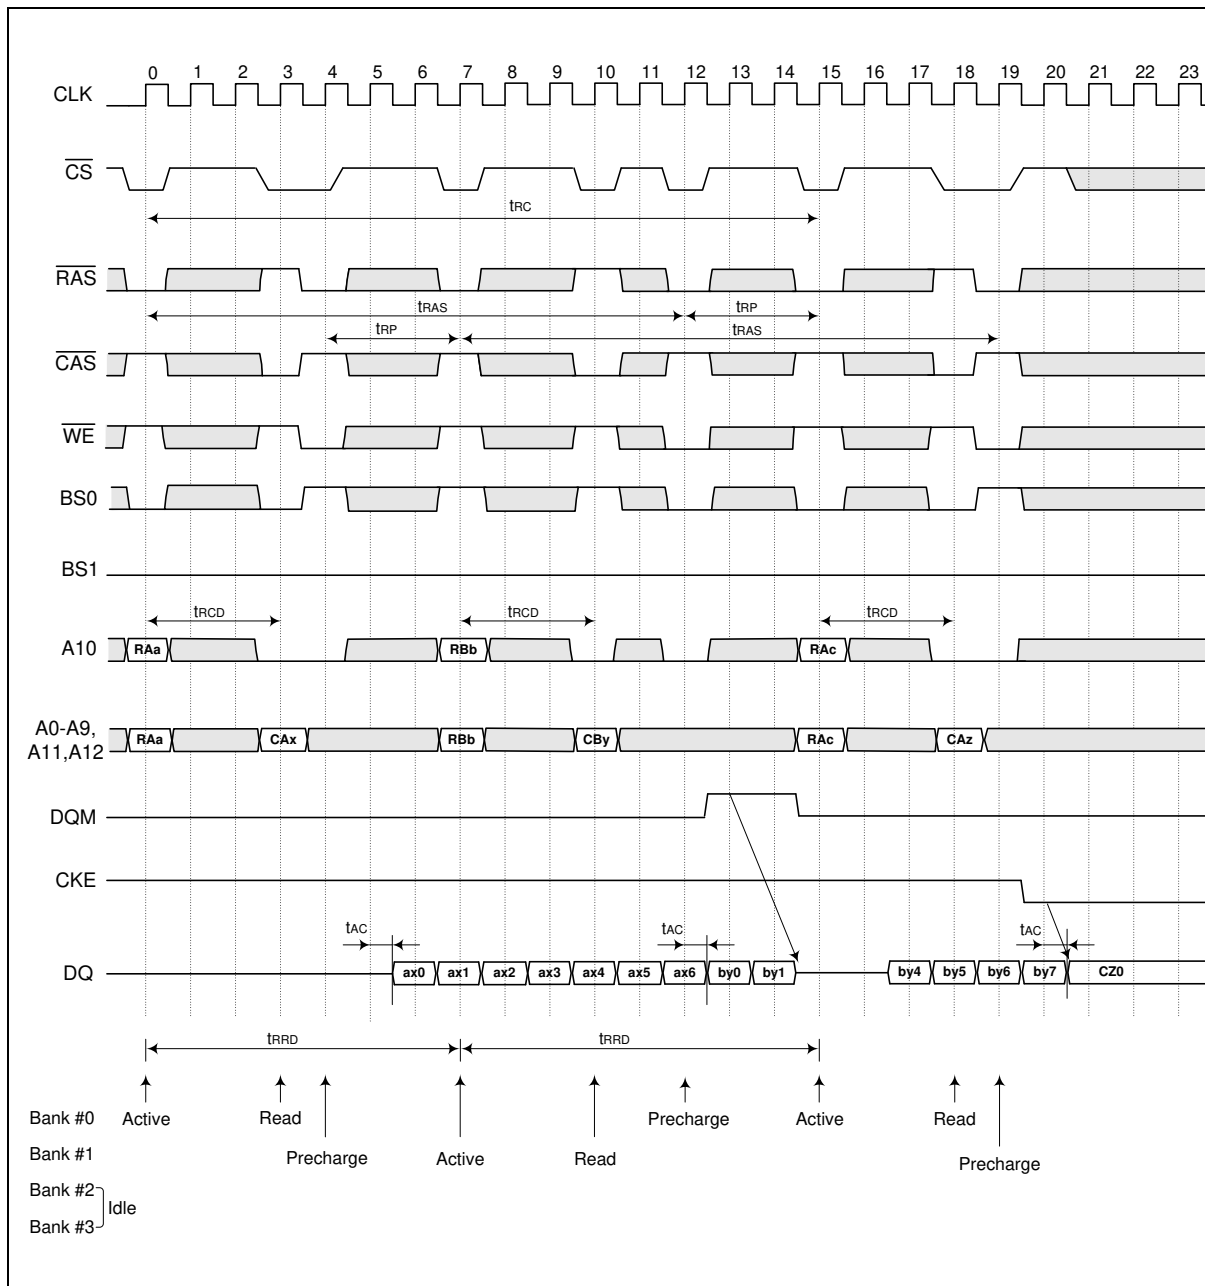 0 1 2 3 4 5 6 7 8 9 10 11 12 13 14 15 16 17 18 19 20 21 22 23
CLK
CS
tRC
RAS
tRAS tRP
tRP tRAS
CAS
WE
BS0
BS1
tRCD tRCD tRCD
A10 RAa RBb RAc
A0-A9,
A11,A12 RAa CAx RBb CBy RAc CAz
DQM
CKE
tAC tAC tAC
DQ ax0 ax1 ax2 ax3 ax4 ax5 ax6 by0 by1 by4 by5 by6 by7 CZ0
tRRD tRRD
Bank #0 Active Read Precharge Active Read
Bank #1 Precharge Active Read Precharge
Bank #2
Idle
Bank #3